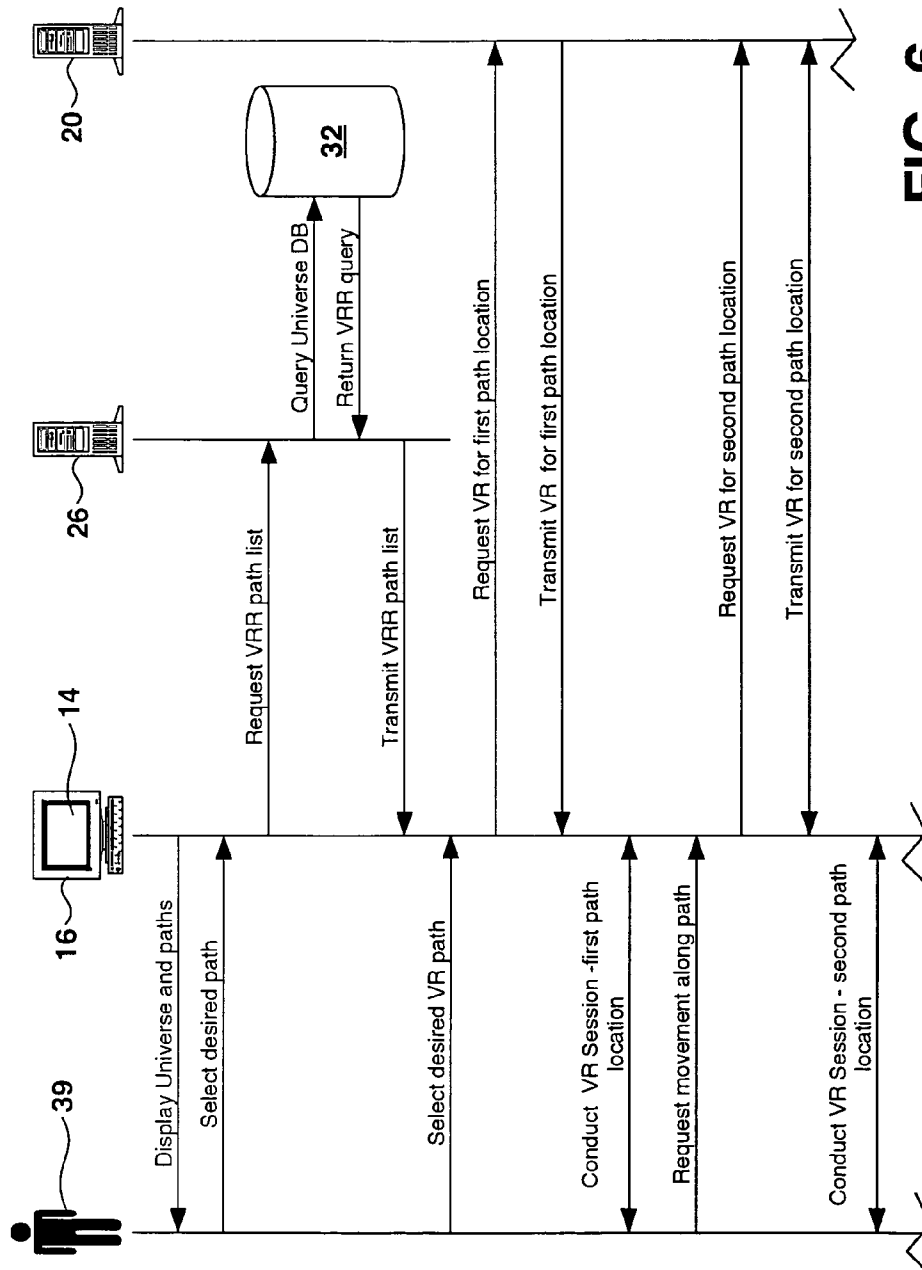 39
16
14
26
20
Display Universe and paths
Select desired path
Request VRR path list
Query Universe DB
32
Return VRR query
Transmit VRR path list
Select desired VR path
Request VR for first path location
Transmit VR for first path location
Conduct VR Session -first path
location
Request movement along path
Request VR for second path location
Transmit VR for second path location
Conduct VR Session - second path
location
FIG